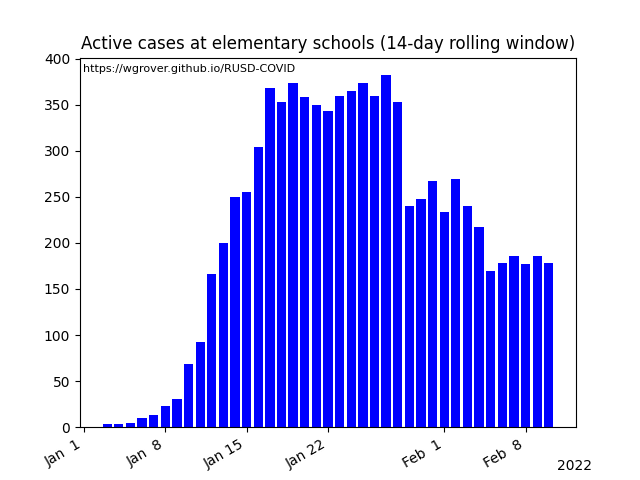 Active cases at elementary schools (14-day rolling window)
https://wgrover.github.io/RUSD-COVID
400
350
300
250
200
150
100
50
0
Jan 1
Jan 8
Jan 15
Jan 22
Feb 1
Feb 8
2022